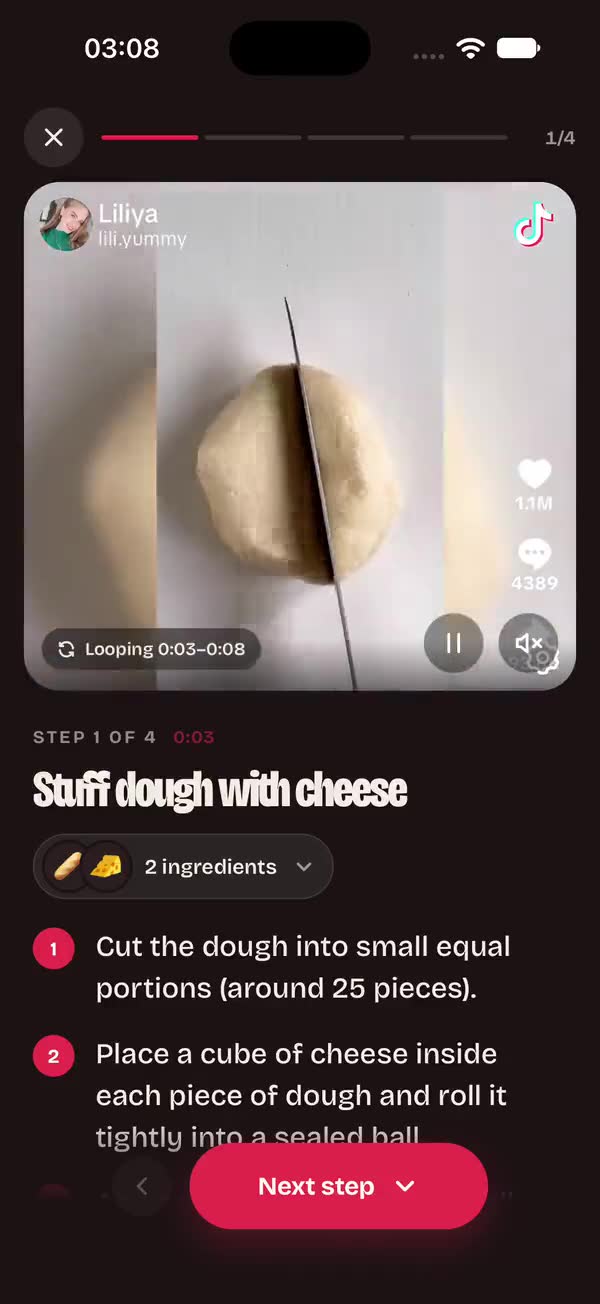 03:08
1/4
Liliya
lili.yummy
1.1M
4389
Looping 0:03–0:08
STEP 1 OF 4 0:03
Stuff dough with cheese
2 ingredients
1 Cut the dough into small equal
portions (around 25 pieces).
2 Place a cube of cheese inside
each piece of dough and roll it
tightly into a sealed ball
Next step